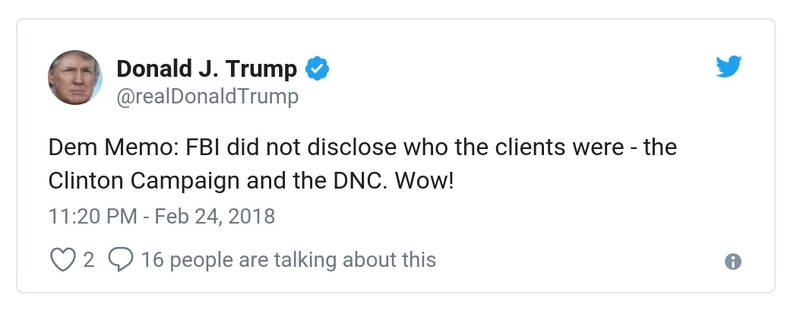 Donald J. Trump
@realDonaldTrump
Dem Memo: FBI did not disclose who the clients were - the
Clinton Campaign and the DNC. Wow!
11:20 PM - Feb 24, 2018
2 16 people are talking about this